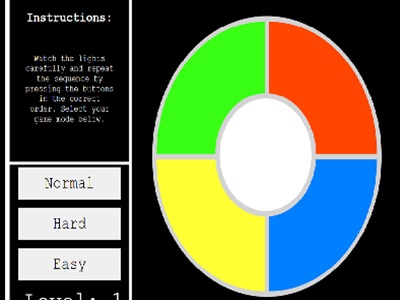 Instructions:
Watch the lights
carefully and repeat
the sequence by
pressing the buttons
in the correct
order. Select your
game mode below.
Normal
Hard
Easy
Level: 1